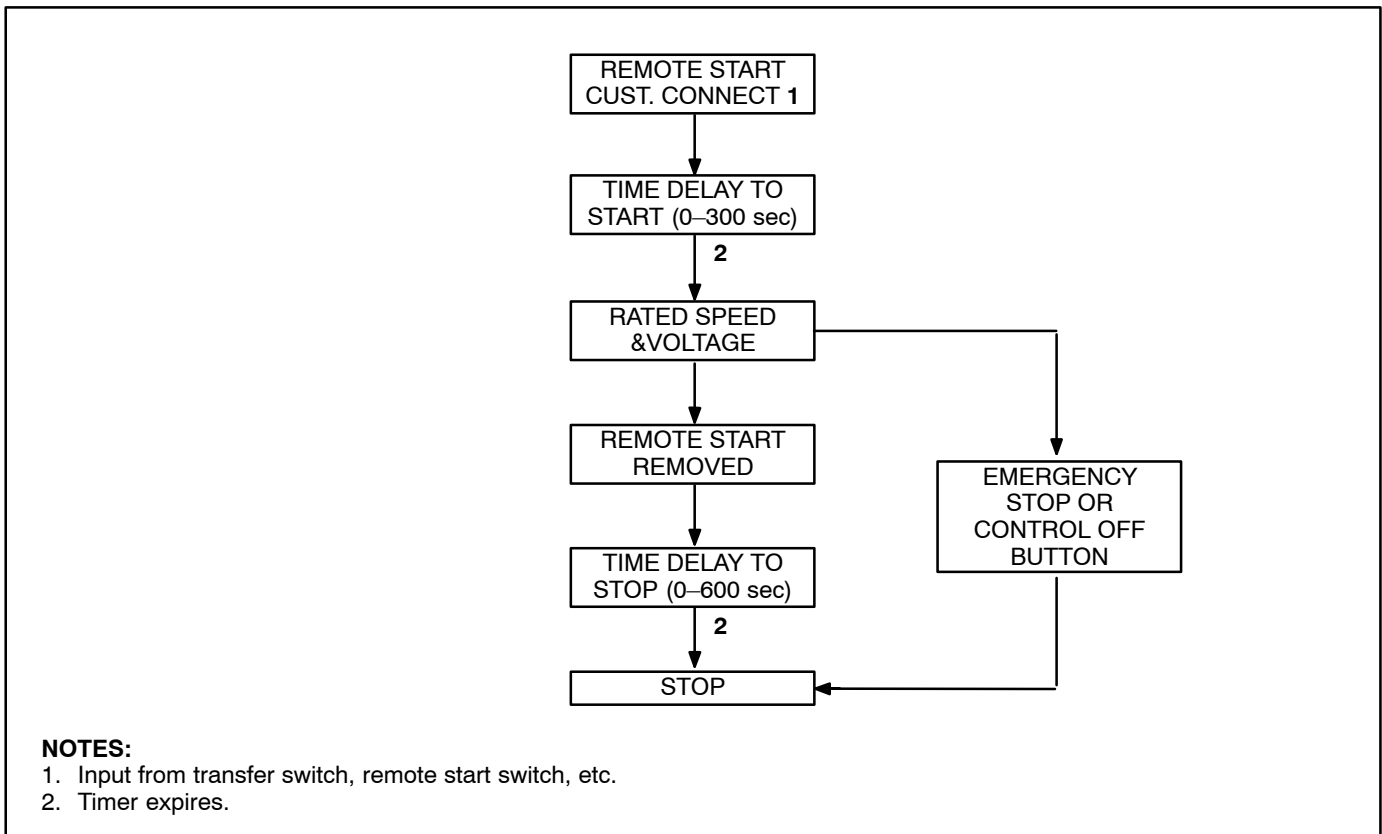 REMOTE START
CUST. CONNECT 1
TIME DELAY TO
START (0–300 sec)
2
RATED SPEED
&VOLTAGE
REMOTE START
REMOVED
EMERGENCY
STOP OR
CONTROL OFF
BUTTON
TIME DELAY TO
STOP (0–600 sec)
2
STOP
NOTES:
1. Input from transfer switch, remote start switch, etc.
2. Timer expires.